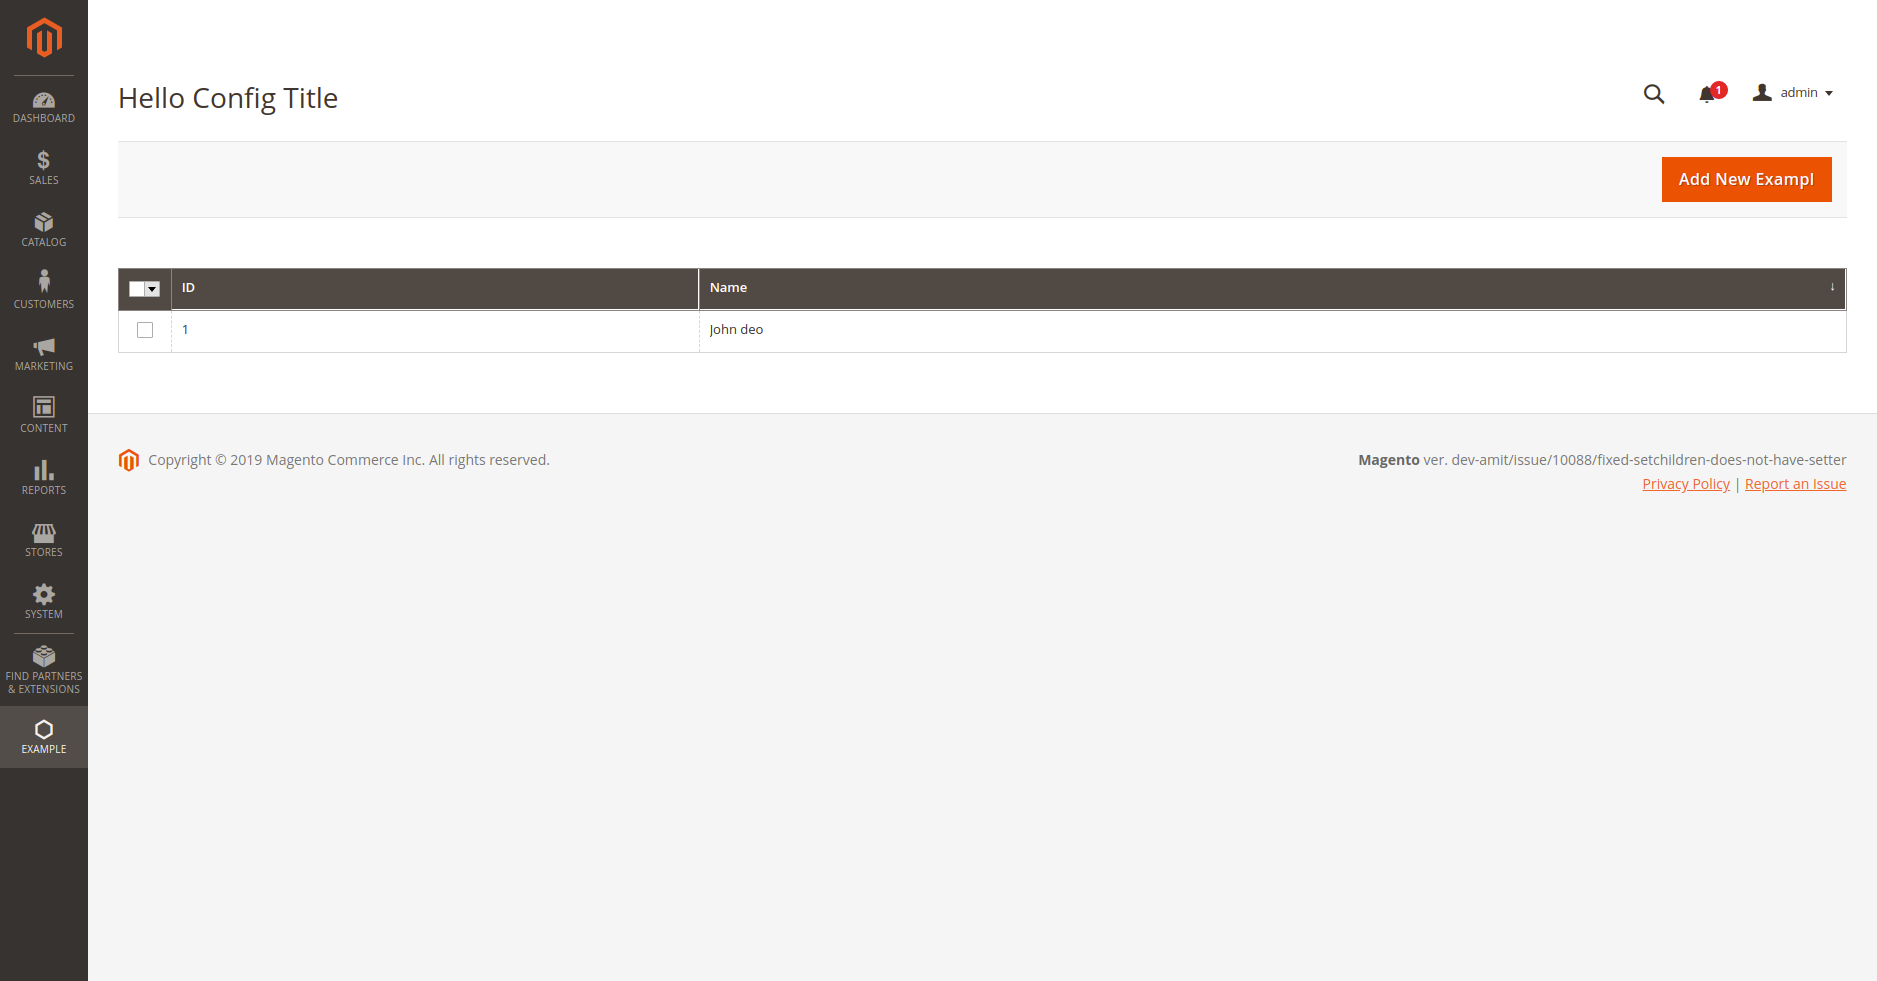 DASHBOARD
SALES
CATALOG
CUSTOMERS
MARKETING
CONTENT
REPORTS
STORES
SYSTEM
FIND PARTNERS
& EXTENSIONS
EXAMPLE
Hello Config Title
1
admin
Add New Exampl
ID Name ↓
1 John deo
Copyright © 2019 Magento Commerce Inc. All rights reserved.
Magento ver. dev-amit/issue/10088/fixed-setchildren-does-not-have-setter
Privacy Policy | Report an Issue